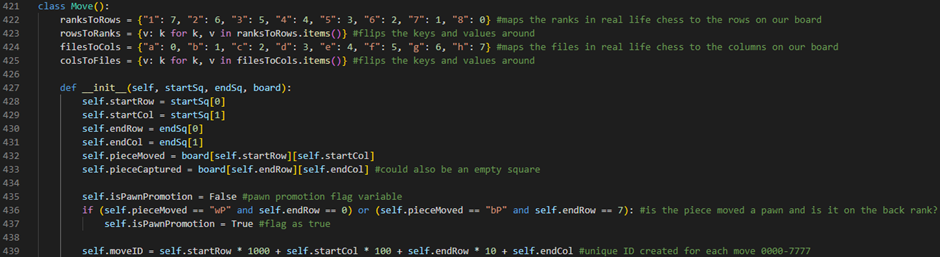 421 class Move():
422     ranksToRows = {"1": 7, "2": 6, "3": 5, "4": 4, "5": 3, "6": 2, "7": 1, "8": 0} #maps the ranks in real life chess to the rows on our board
423     rowsToRanks = {v: k for k, v in ranksToRows.items()} #flips the keys and values around
424     filesToCols = {"a": 0, "b": 1, "c": 2, "d": 3, "e": 4, "f": 5, "g": 6, "h": 7} #maps the files in real life chess to the columns on our board
425     colsToFiles = {v: k for k, v in filesToCols.items()} #flips the keys and values around
426
427     def __init__(self, startSq, endSq, board):
428         self.startRow = startSq[0]
429         self.startCol = startSq[1]
430         self.endRow = endSq[0]
431         self.endCol = endSq[1]
432         self.pieceMoved = board[self.startRow][self.startCol]
433         self.pieceCaptured = board[self.endRow][self.endCol] #could also be an empty square
434
435         self.isPawnPromotion = False #pawn promotion flag variable
436         if (self.pieceMoved == "wP" and self.endRow == 0) or (self.pieceMoved == "bP" and self.endRow == 7): #is the piece moved a pawn and is it on the back rank?
437             self.isPawnPromotion = True #flag as true
438
439         self.moveID = self.startRow * 1000 + self.startCol * 100 + self.endRow * 10 + self.endCol #unique ID created for each move 0000-7777